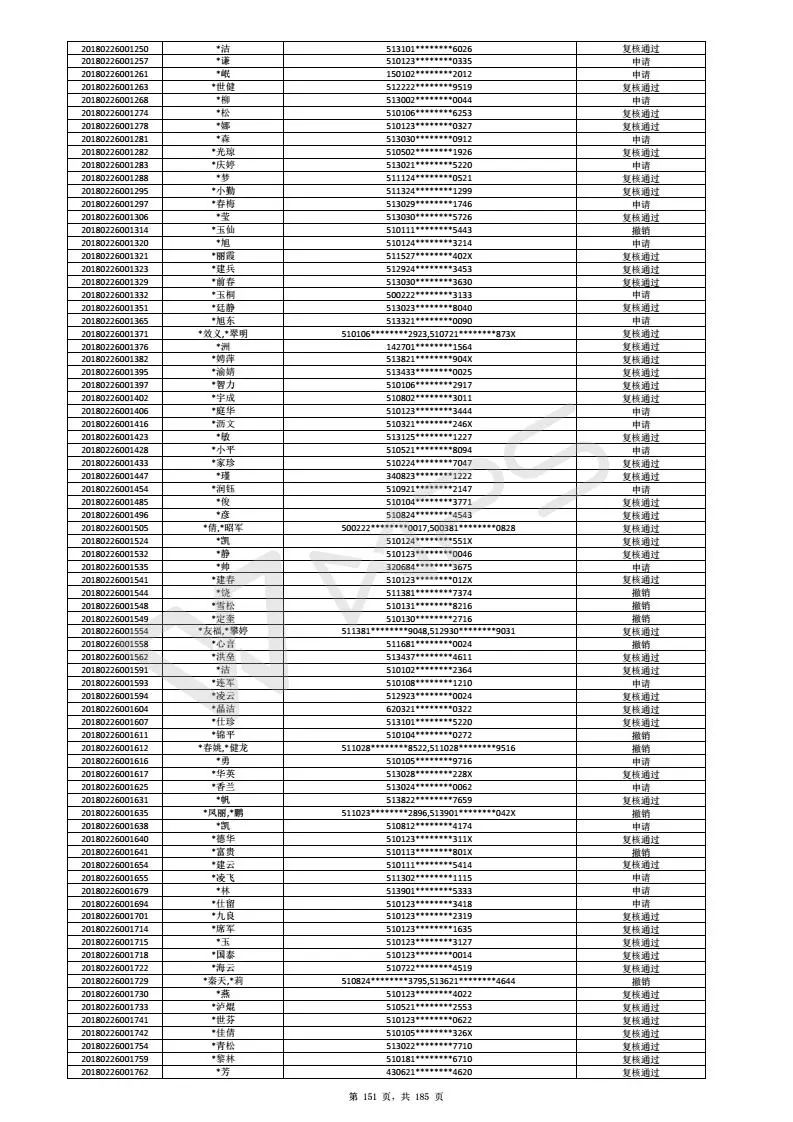 20180226001250 *洁 513101********6026 复核通过
20180226001257 *谦 510123********0335 申请
20180226001261 *岷 150102********2012 申请
20180226001263 *世健 512222********9519 复核通过
20180226001268 *柳 513002********0044 申请
20180226001274 *松 510106********6253 复核通过
20180226001278 *娜 510123********0327 复核通过
20180226001281 *森 513030********0912 申请
20180226001282 *光琼 510502********1926 复核通过
20180226001283 *庆婷 513021********5220 申请
20180226001288 *梦 511124********0521 复核通过
20180226001295 *小勤 511324********1299 复核通过
20180226001297 *春梅 513029********1746 申请
20180226001306 *莹 513030********5726 复核通过
20180226001314 *玉仙 510111********5443 撤销
20180226001320 *旭 510124********3214 申请
20180226001321 *丽霞 511527********402X 复核通过
20180226001323 *建兵 512924********3453 复核通过
20180226001329 *前春 513030********3630 复核通过
20180226001332 *玉桐 500222********3133 申请
20180226001351 *廷静 513023********8040 复核通过
20180226001365 *旭东 513321********0090 申请
20180226001371 *效义,*翠明 510106********2923,510721********873X 复核通过
20180226001376 *洲 142701********1564 复核通过
20180226001382 *娉萍 513821********904X 复核通过
20180226001395 *渝婧 513433********0025 复核通过
20180226001397 *智力 510106********2917 复核通过
20180226001402 *宇成 510802********3011 复核通过
20180226001406 *庭华 510123********3444 申请
20180226001416 *沥文 510321********246X 申请
20180226001423 *敏 513125********1227 复核通过
20180226001428 *小平 510521********8094 申请
20180226001433 *家珍 510224********7047 复核通过
20180226001447 *瑾 340823********1222 复核通过
20180226001454 *润钰 510921********2147 申请
20180226001485 *俊 510104********3771 复核通过
20180226001496 *彦 510824********4543 复核通过
20180226001505 *倩,*昭军 500222********0017,500381********0828 复核通过
20180226001524 *凯 510124********551X 复核通过
20180226001532 *静 510123********0046 复核通过
20180226001535 *帅 320684********3675 申请
20180226001541 *建春 510123********012X 复核通过
20180226001544 *饶 511381********7374 撤销
20180226001548 *雪松 510131********8216 撤销
20180226001549 *定奎 510130********2716 撤销
20180226001554 *友福,*攀婷 511381********9048,512930********9031 复核通过
20180226001558 *心言 511681********0024 撤销
20180226001562 *洪垒 513437********4611 复核通过
20180226001591 *洁 510102********2364 复核通过
20180226001593 *连军 510108********1210 申请
20180226001594 *凌云 512923********0024 复核通过
20180226001604 *晶洁 620321********0322 复核通过
20180226001607 *仕珍 513101********5220 复核通过
20180226001611 *锦平 510104********0272 撤销
20180226001612 *春姚,*健龙 511028********8522,511028********9516 撤销
20180226001616 *勇 510105********9716 申请
20180226001617 *华英 513028********228X 复核通过
20180226001625 *香兰 513024********0062 申请
20180226001631 *帆 513822********7659 复核通过
20180226001635 *凤丽,*鹏 511023********2896,513901********042X 撤销
20180226001638 *凯 510812********4174 申请
20180226001640 *德华 510123********311X 复核通过
20180226001641 *富贵 510113********801X 撤销
20180226001654 *建云 510111********5414 复核通过
20180226001655 *凌飞 511302********1115 申请
20180226001679 *林 513901********5333 申请
20180226001694 *仕留 510123********3418 申请
20180226001701 *九良 510123********2319 复核通过
20180226001714 *席军 510123********1635 复核通过
20180226001715 *玉 510123********3127 复核通过
20180226001718 *国泰 510123********0014 复核通过
20180226001722 *海云 510722********4519 复核通过
20180226001729 *秦天,*莉 510824********3795,513621********4644 撤销
20180226001730 *燕 510123********4022 复核通过
20180226001733 *泸焜 510521********2553 复核通过
20180226001741 *世芬 510123********0622 复核通过
20180226001742 *佳倩 510105********326X 复核通过
20180226001754 *青松 513022********7710 复核通过
20180226001759 *黎林 510181********6710 复核通过
20180226001762 *芳 430621********4620 复核通过
第 151 页, 共 185 页